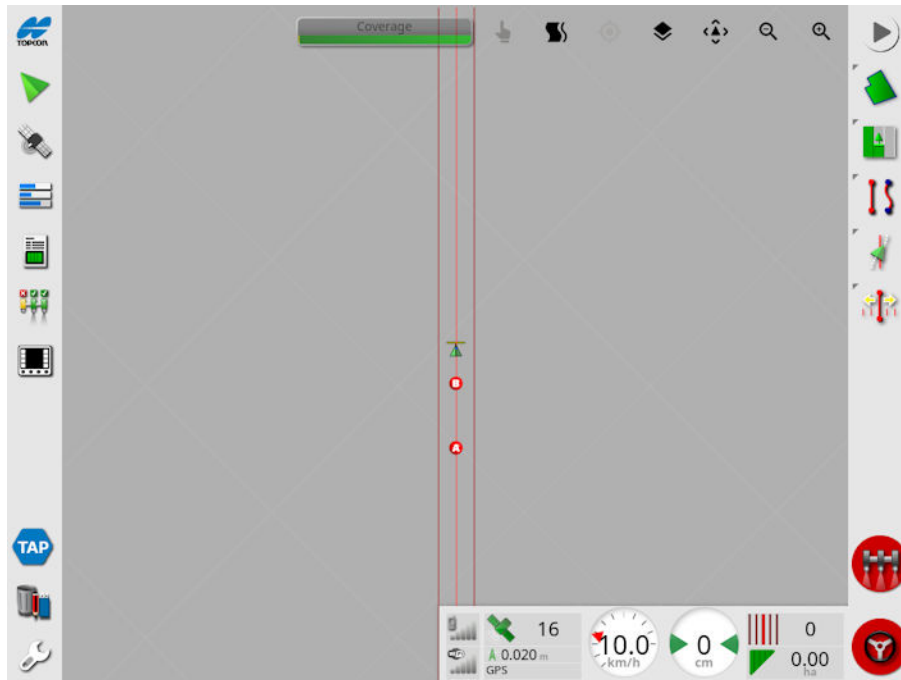 TOPCON
Coverage
B
A
TAP
16
0.020 m
GPS
10.0
km/h
0
cm
0
0.00
ha